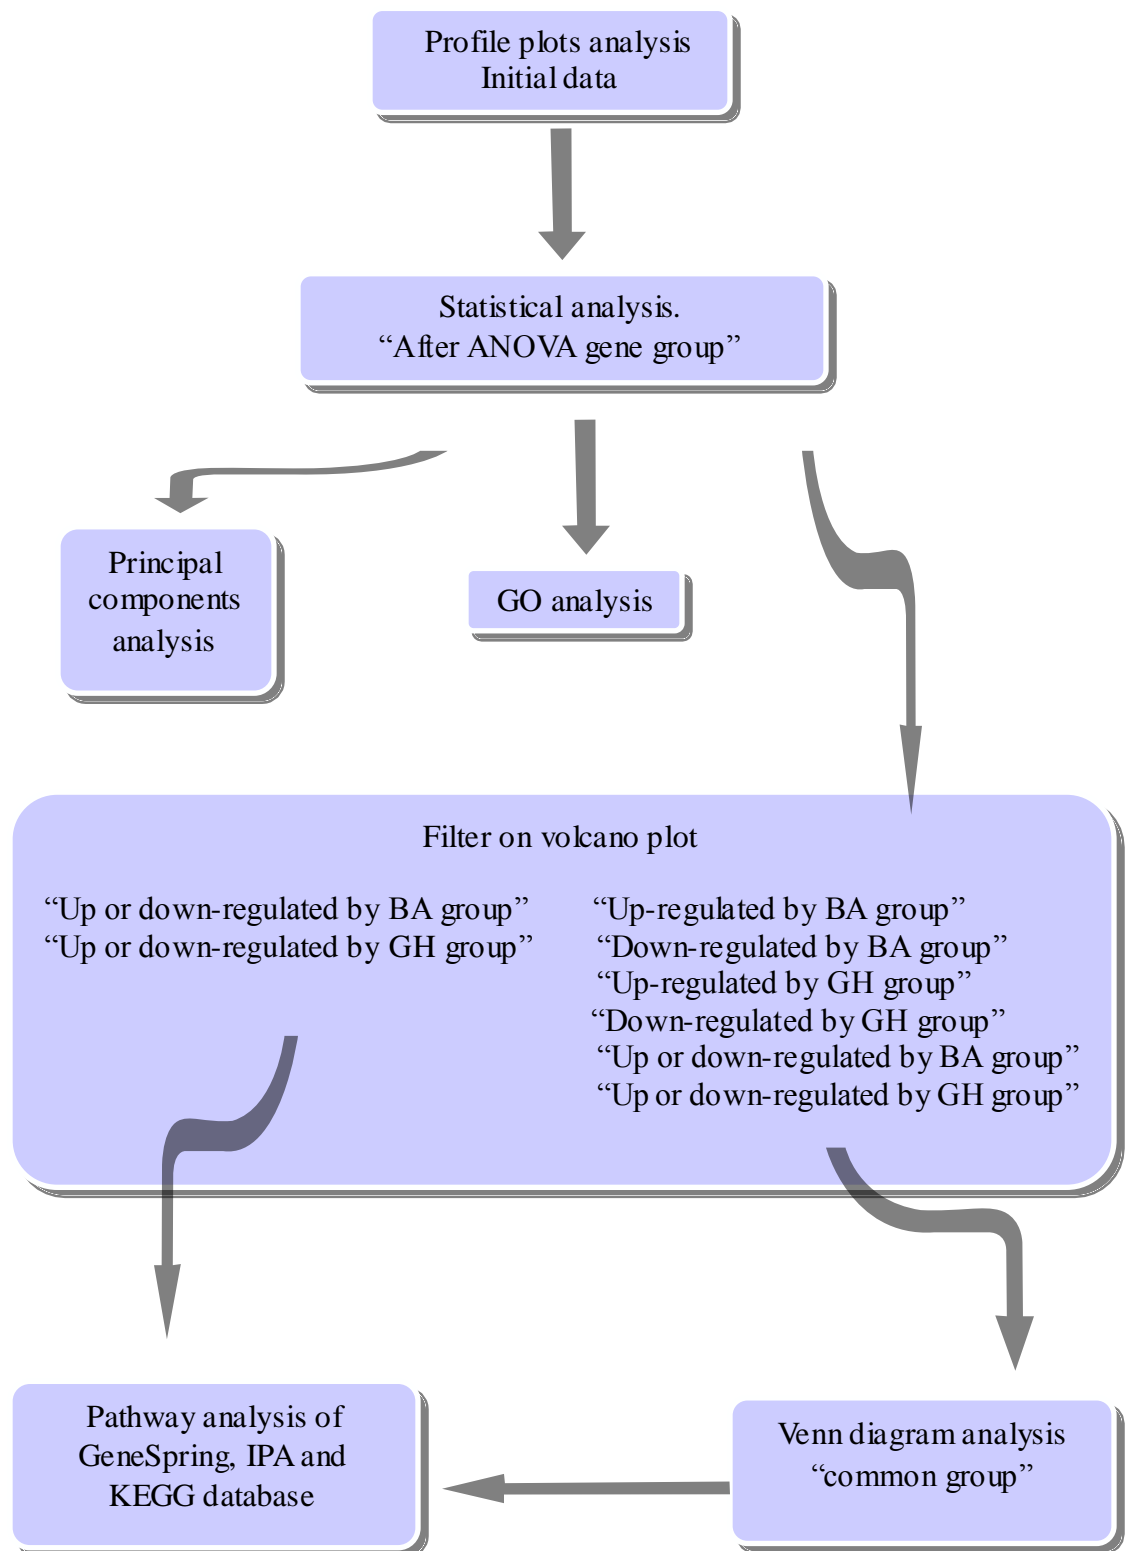 Profile plots analysis
Initial data
Statistical analysis.
“After ANOVA gene group”
Principal
components
analysis
GO analysis
Filter on volcano plot
“Up or down-regulated by BA group”
“Up or down-regulated by GH group”
“Up-regulated by BA group”
“Down-regulated by BA group”
“Up-regulated by GH group”
“Down-regulated by GH group”
“Up or down-regulated by BA group”
“Up or down-regulated by GH group”
Pathway analysis of
GeneSpring, IPA and
KEGG database
Venn diagram analysis
“common group”